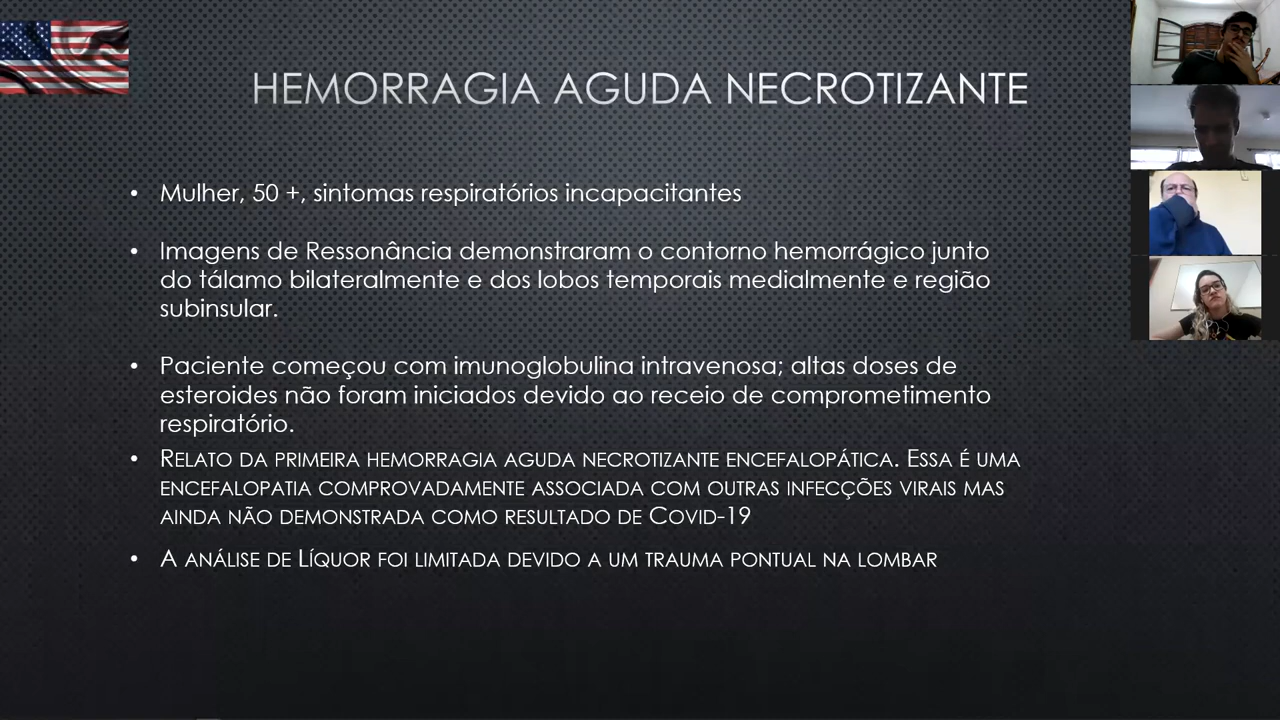 HEMORRAGIA AGUDA NECROTIZANTE
• Mulher, 50 +, sintomas respiratórios incapacitantes
• Imagens de Ressonância demonstraram o contorno hemorrágico junto
do tálamo bilateralmente e dos lobos temporais medialmente e região
subinsular.
• Paciente começou com imunoglobulina intravenosa; altas doses de
esteroides não foram iniciados devido ao receio de comprometimento
respiratório.
• Relato da primeira hemorragia aguda necrotizante encefalopática. Essa é uma
encefalopatia comprovadamente associada com outras infecções virais mas
ainda não demonstrada como resultado de Covid-19
• A análise de Líquor foi limitada devido a um trauma pontual na lombar